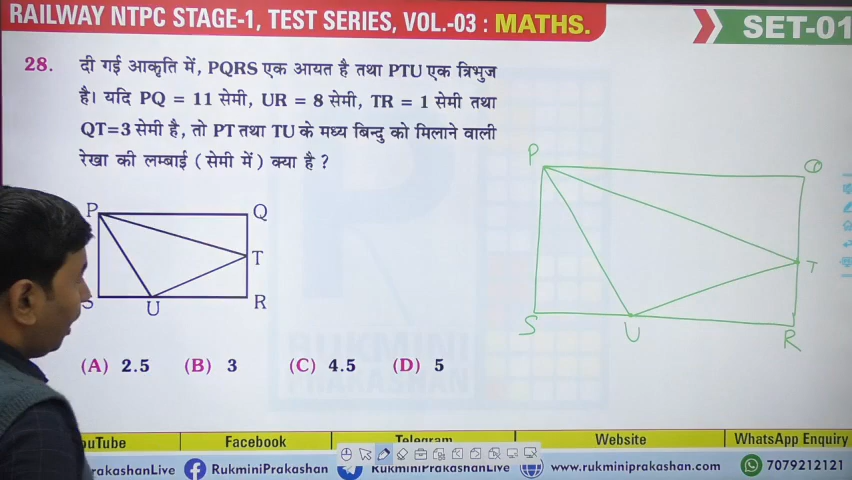 RAILWAY NTPC STAGE-1, TEST SERIES, VOL.-03 : MATHS.
SET-01
28. दी गई आकृति में, PQRS एक आयत है तथा PTU एक त्रिभुज
है। यदि PQ = 11 सेमी, UR = 8 सेमी, TR = 1 सेमी तथा
QT=3 सेमी है, तो PT तथा TU के मध्य बिन्दु को मिलाने वाली
रेखा की लम्बाई ( सेमी में ) क्या है ?
P Q
T
S U R
P Q
T
S U R
(A) 2.5 (B) 3 (C) 4.5 (D) 5
RUKMINI
PRAKASHAN
ouTube Facebook Telegram Website WhatsApp Enquiry
rakashanLive RukminiPrakashan RukminiPrakashanLive www.rukminiprakashan.com 7079212121